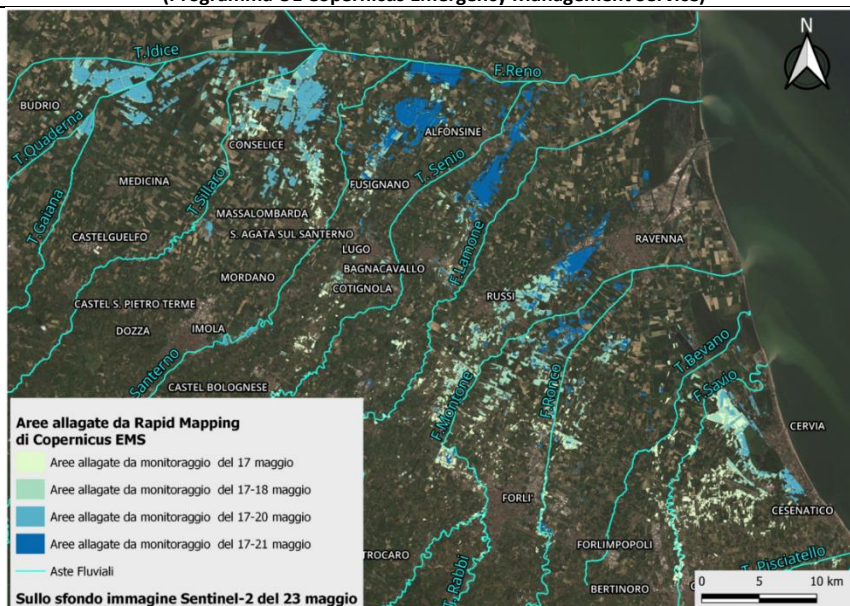 (Programma UE Copernicus Emergency Management Service)
N
T.Idice
F.Reno
BUDRIO
T.Quaderna
CONSELICE
ALFONSINE
T. Senio
MEDICINA
T.Sillaro
FUSIGNANO
T.Gaiana
MASSALOMBARDA
CASTELGUELFO
S. AGATA SUL SANTERNO
RAVENNA
LUGO
F.Lamone
BAGNACAVALLO
MORDANO
COTIGNOLA
RUSSI
CASTEL S. PIETRO TERME
DOZZA
IMOLA
Santerno
CASTEL BOLOGNESE
F.Montone
F.Ronco
T.Bevano
F.Savio
CERVIA
FORLI'
CESENATICO
TROCARO
FORLIMPOPOLI
T. Pisciatello
T.Rabbi
BERTINORO
Aree allagate da Rapid Mapping
di Copernicus EMS
Aree allagate da monitoraggio del 17 maggio
Aree allagate da monitoraggio del 17-18 maggio
Aree allagate da monitoraggio del 17-20 maggio
Aree allagate da monitoraggio del 17-21 maggio
Aste Fluviali
Sullo sfondo immagine Sentinel-2 del 23 maggio
0 5 10 km